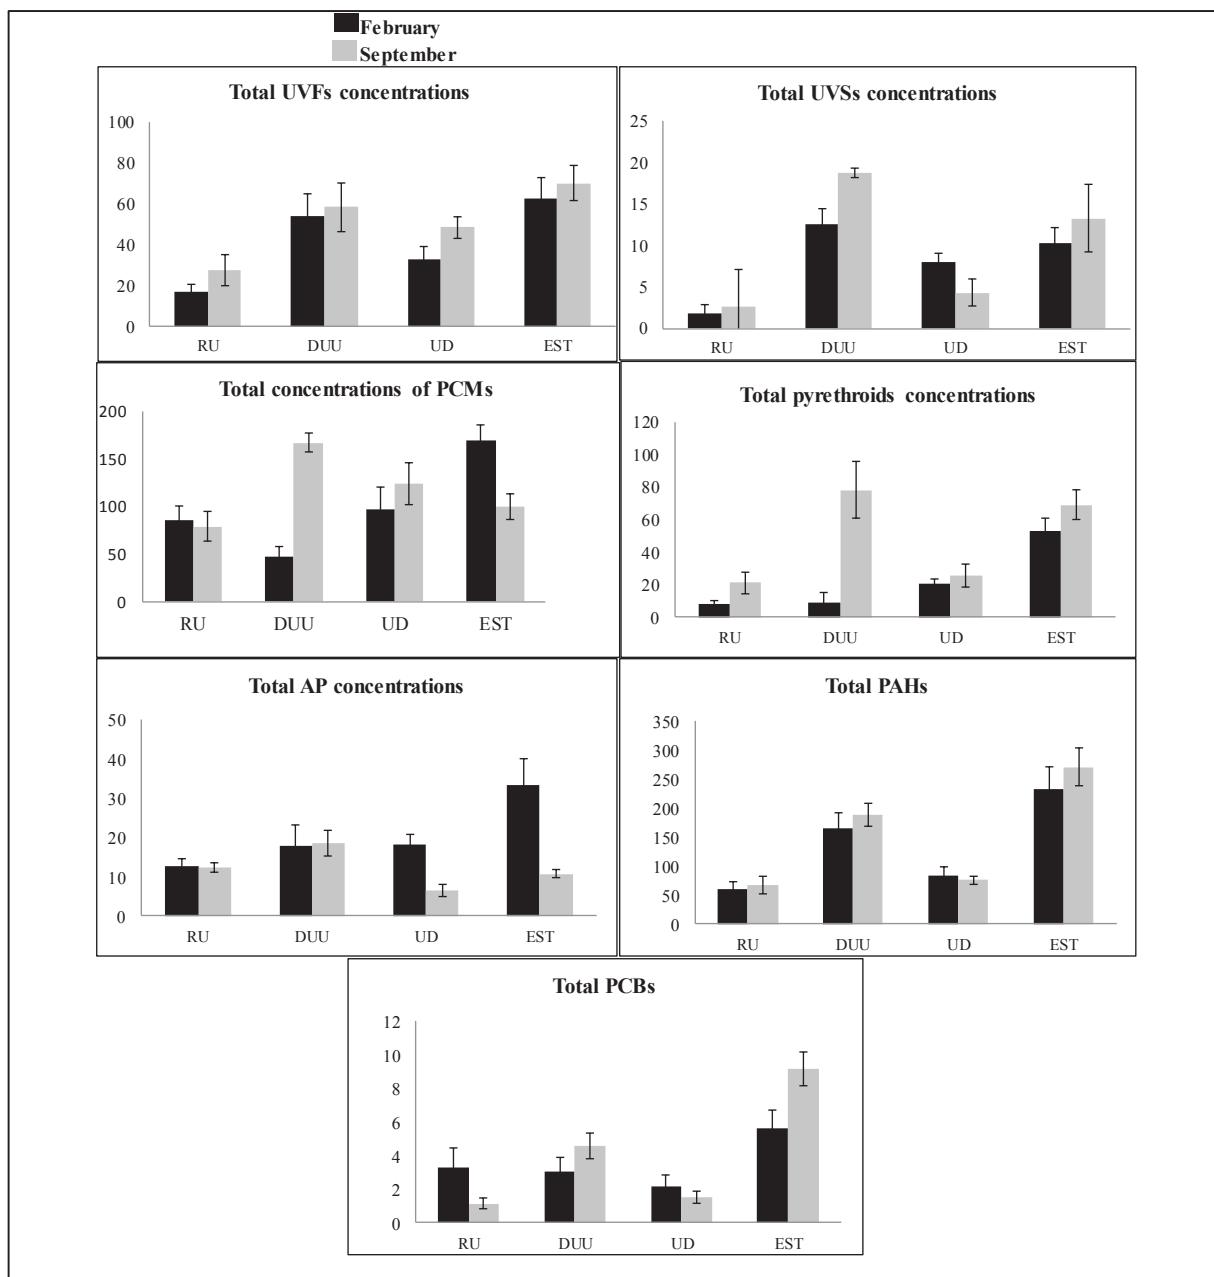 February
September
Total UVFs concentrations
100
80
60
40
20
0
RU DUU UD EST
Total UVSs concentrations
25
20
15
10
5
0
RU DUU UD EST
Total concentrations of PCMs
200
150
100
50
0
RU DUU UD EST
Total pyrethroids concentrations
120
100
80
60
40
20
0
RU DUU UD EST
Total AP concentrations
50
40
30
20
10
0
RU DUU UD EST
Total PAHs
350
300
250
200
150
100
50
0
RU DUU UD EST
Total PCBs
12
10
8
6
4
2
0
RU DUU UD EST